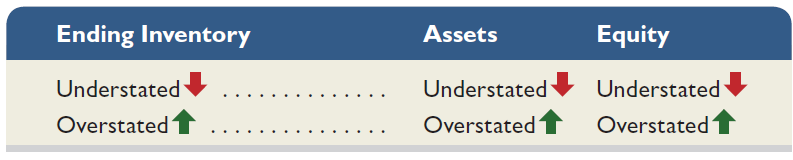 Ending Inventory Assets Equity
Understated .............. Understated Understated
Overstated ............... Overstated Overstated